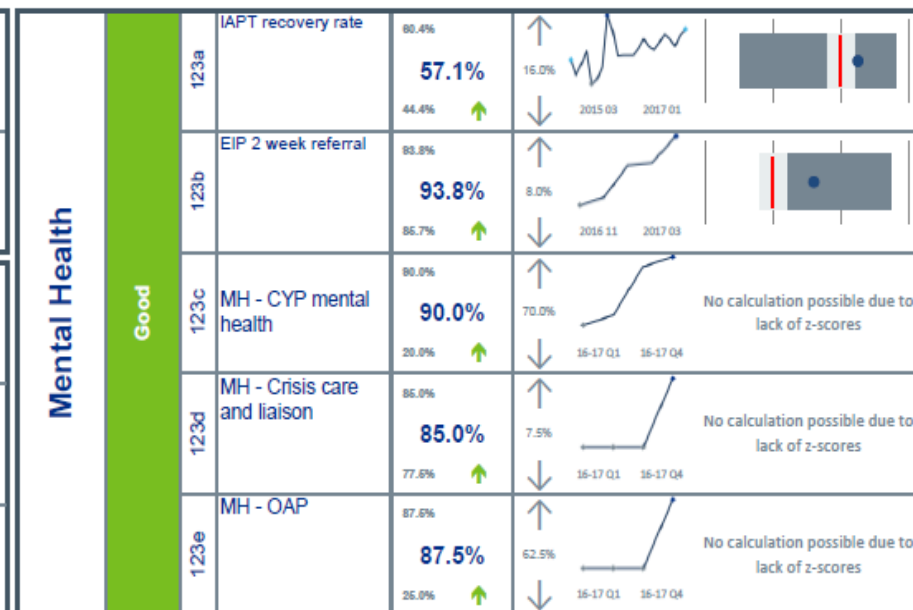 Mental Health
Good
123a
IAPT recovery rate
60.4%
57.1%
44.4%
16.0%
2015 03 2017 01
123b
EIP 2 week referral
93.8%
93.8%
86.7%
8.0%
2016 11 2017 03
123c
MH - CYP mental
health
90.0%
90.0%
20.0%
70.0%
16-17 Q1 16-17 Q4
No calculation possible due to
lack of z-scores
123d
MH - Crisis care
and liaison
85.0%
85.0%
77.5%
7.5%
16-17 Q1 16-17 Q4
No calculation possible due to
lack of z-scores
123e
MH - OAP
87.5%
87.5%
25.0%
62.5%
16-17 Q1 16-17 Q4
No calculation possible due to
lack of z-scores